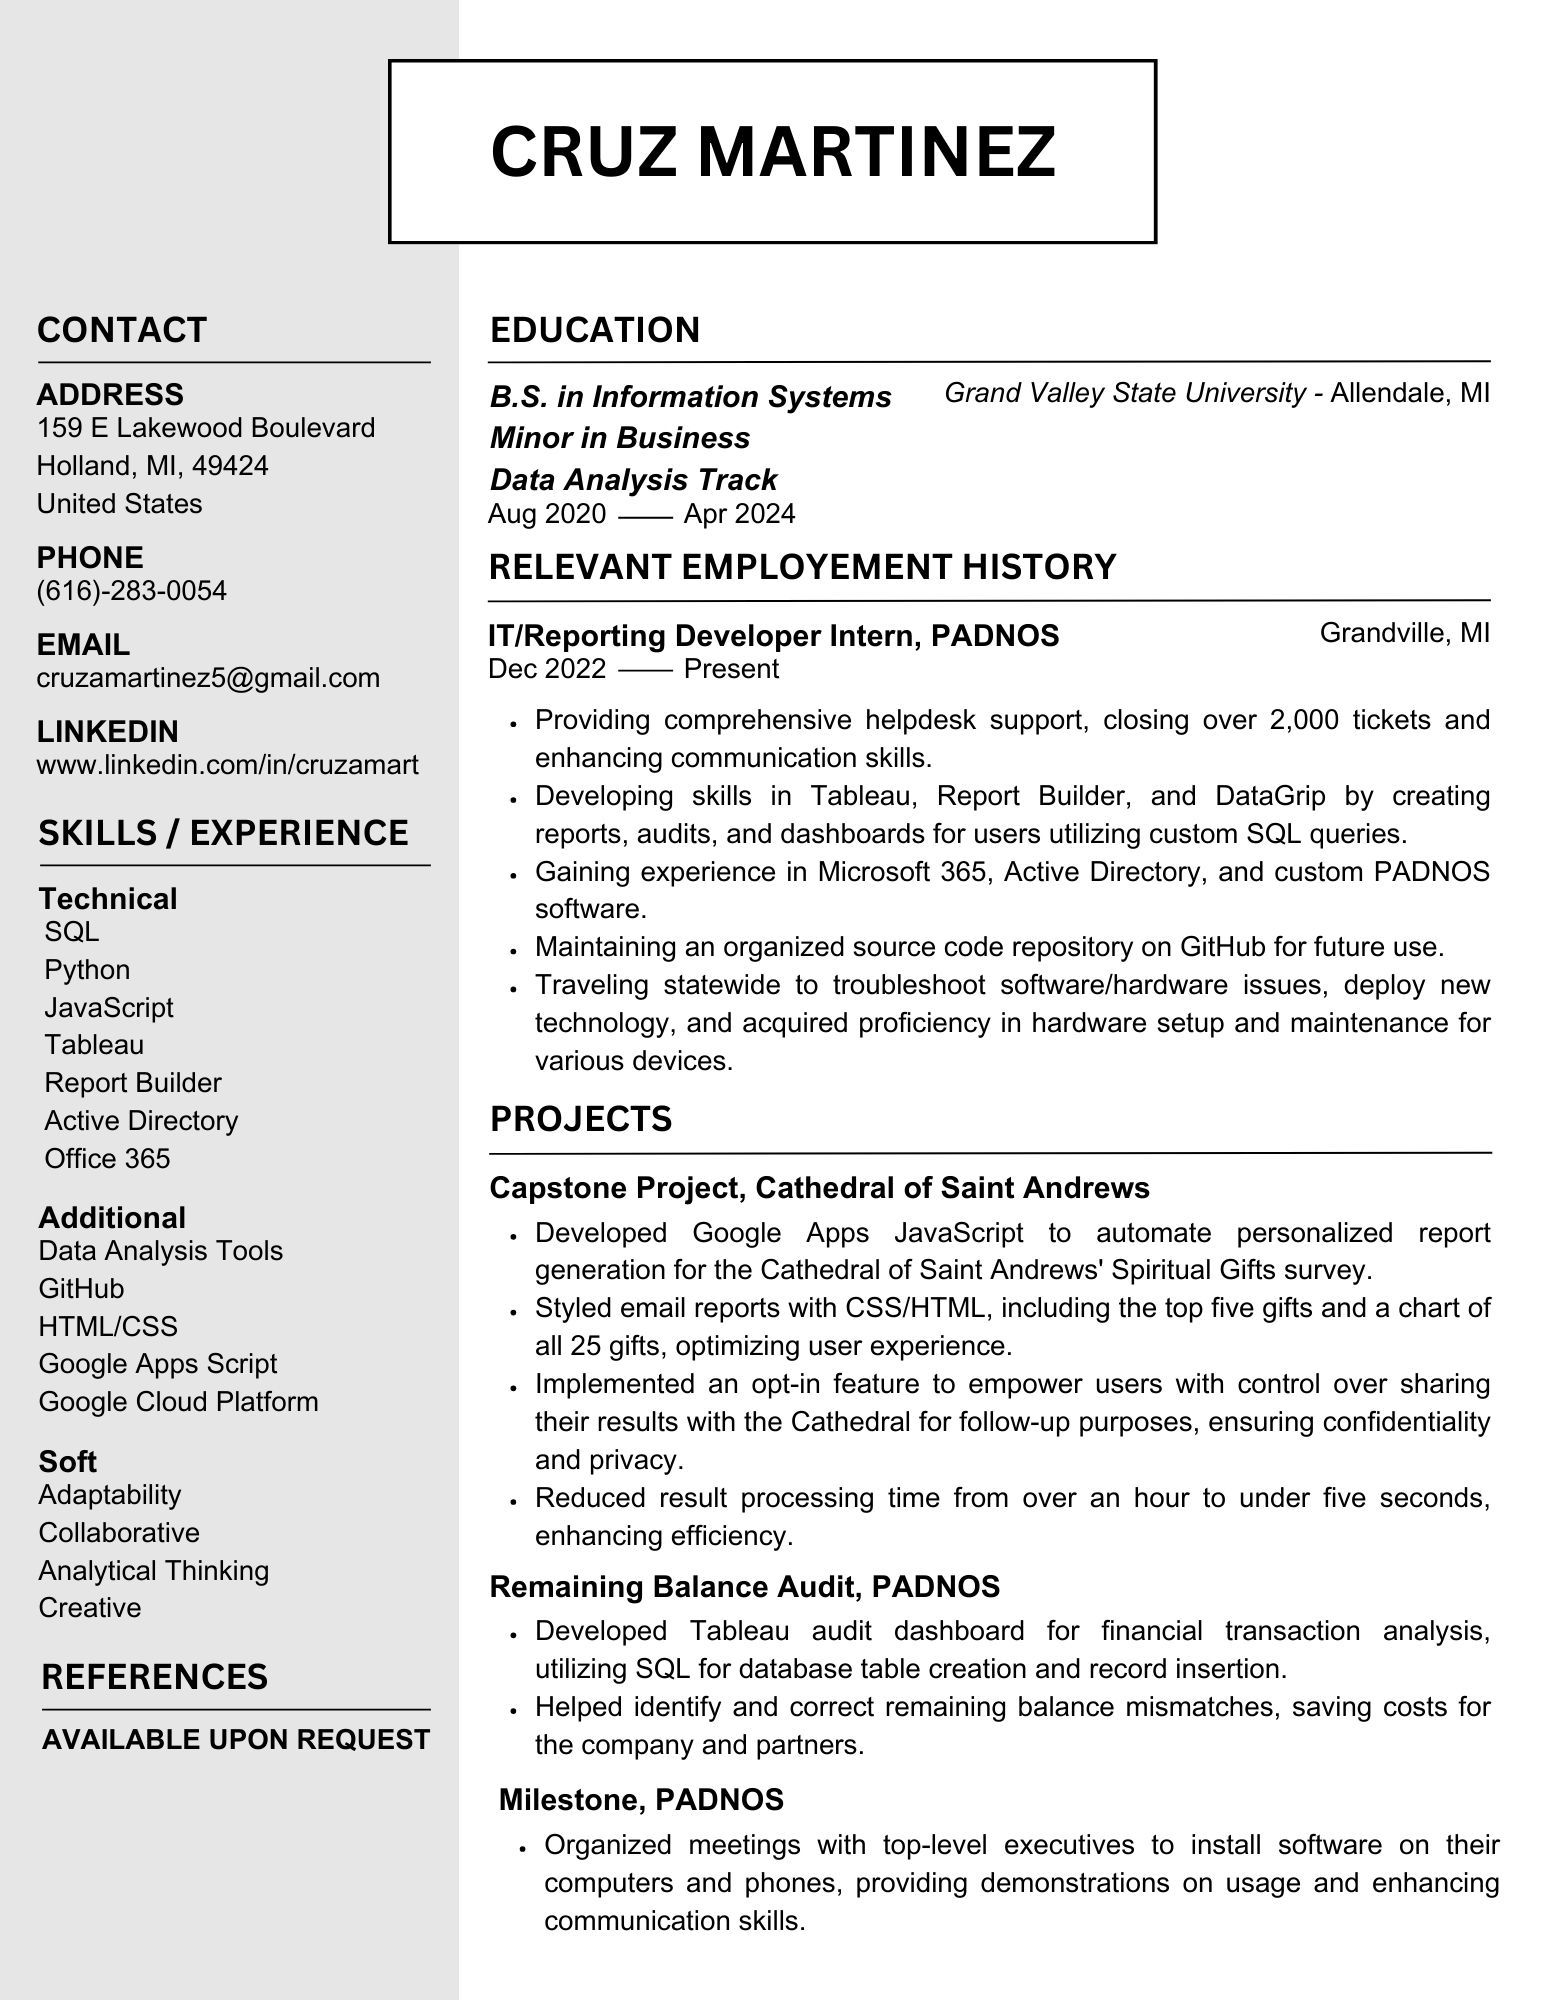 CRUZ MARTINEZ
CONTACT
ADDRESS
159 E Lakewood Boulevard
Holland, MI, 49424
United States
PHONE
(616)-283-0054
EMAIL
cruzamartinez5@gmail.com
LINKEDIN
www.linkedin.com/in/cruzamart
SKILLS / EXPERIENCE
Technical
SQL
Python
JavaScript
Tableau
Report Builder
Active Directory
Office 365
Additional
Data Analysis Tools
GitHub
HTML/CSS
Google Apps Script
Google Cloud Platform
Soft
Adaptability
Collaborative
Analytical Thinking
Creative
REFERENCES
AVAILABLE UPON REQUEST
EDUCATION
B.S. in Information Systems Grand Valley State University - Allendale, MI
Minor in Business
Data Analysis Track
Aug 2020 —— Apr 2024
RELEVANT EMPLOYEMENT HISTORY
IT/Reporting Developer Intern, PADNOS Grandville, MI
Dec 2022 —— Present
• Providing comprehensive helpdesk support, closing over 2,000 tickets and
enhancing communication skills.
• Developing skills in Tableau, Report Builder, and DataGrip by creating
reports, audits, and dashboards for users utilizing custom SQL queries.
• Gaining experience in Microsoft 365, Active Directory, and custom PADNOS
software.
• Maintaining an organized source code repository on GitHub for future use.
• Traveling statewide to troubleshoot software/hardware issues, deploy new
technology, and acquired proficiency in hardware setup and maintenance for
various devices.
PROJECTS
Capstone Project, Cathedral of Saint Andrews
• Developed Google Apps JavaScript to automate personalized report
generation for the Cathedral of Saint Andrews' Spiritual Gifts survey.
• Styled email reports with CSS/HTML, including the top five gifts and a chart of
all 25 gifts, optimizing user experience.
• Implemented an opt-in feature to empower users with control over sharing
their results with the Cathedral for follow-up purposes, ensuring confidentiality
and privacy.
• Reduced result processing time from over an hour to under five seconds,
enhancing efficiency.
Remaining Balance Audit, PADNOS
• Developed Tableau audit dashboard for financial transaction analysis,
utilizing SQL for database table creation and record insertion.
• Helped identify and correct remaining balance mismatches, saving costs for
the company and partners.
Milestone, PADNOS
• Organized meetings with top-level executives to install software on their
computers and phones, providing demonstrations on usage and enhancing
communication skills.